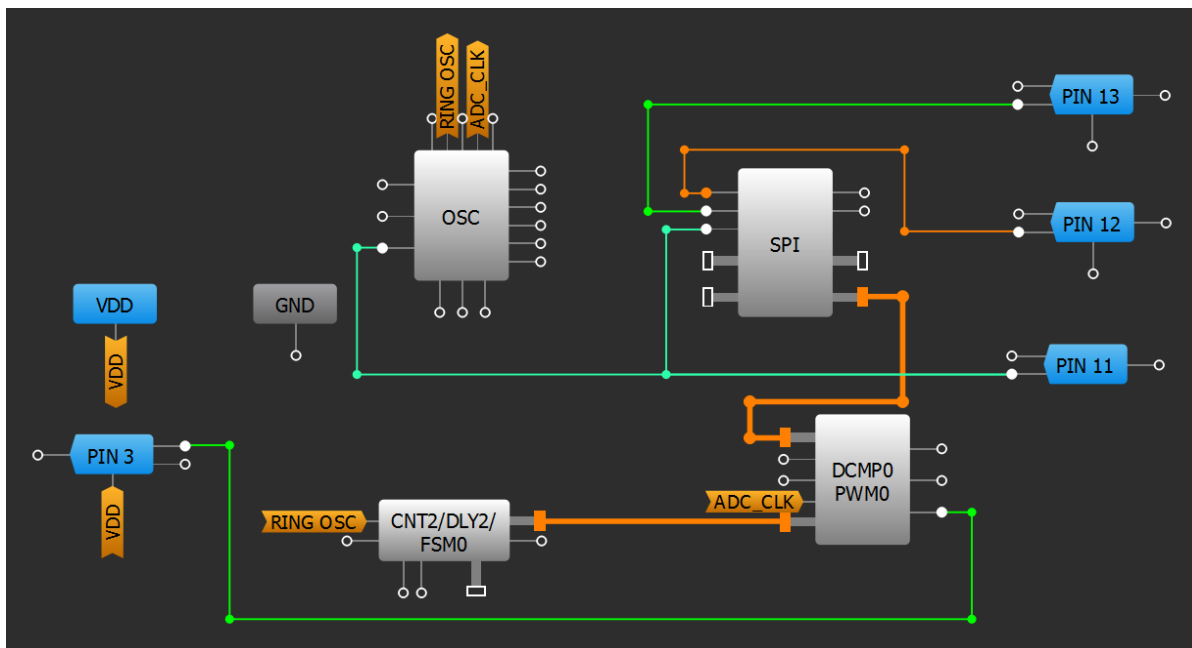 RING OSC
ADC_CLK
OSC
PIN 13
PIN 12
SPI
VDD
GND
VDD
PIN 11
PIN 3
VDD
DCMP0
PWM0
ADC_CLK
RING OSC
CNT2/DLY2/
FSM0